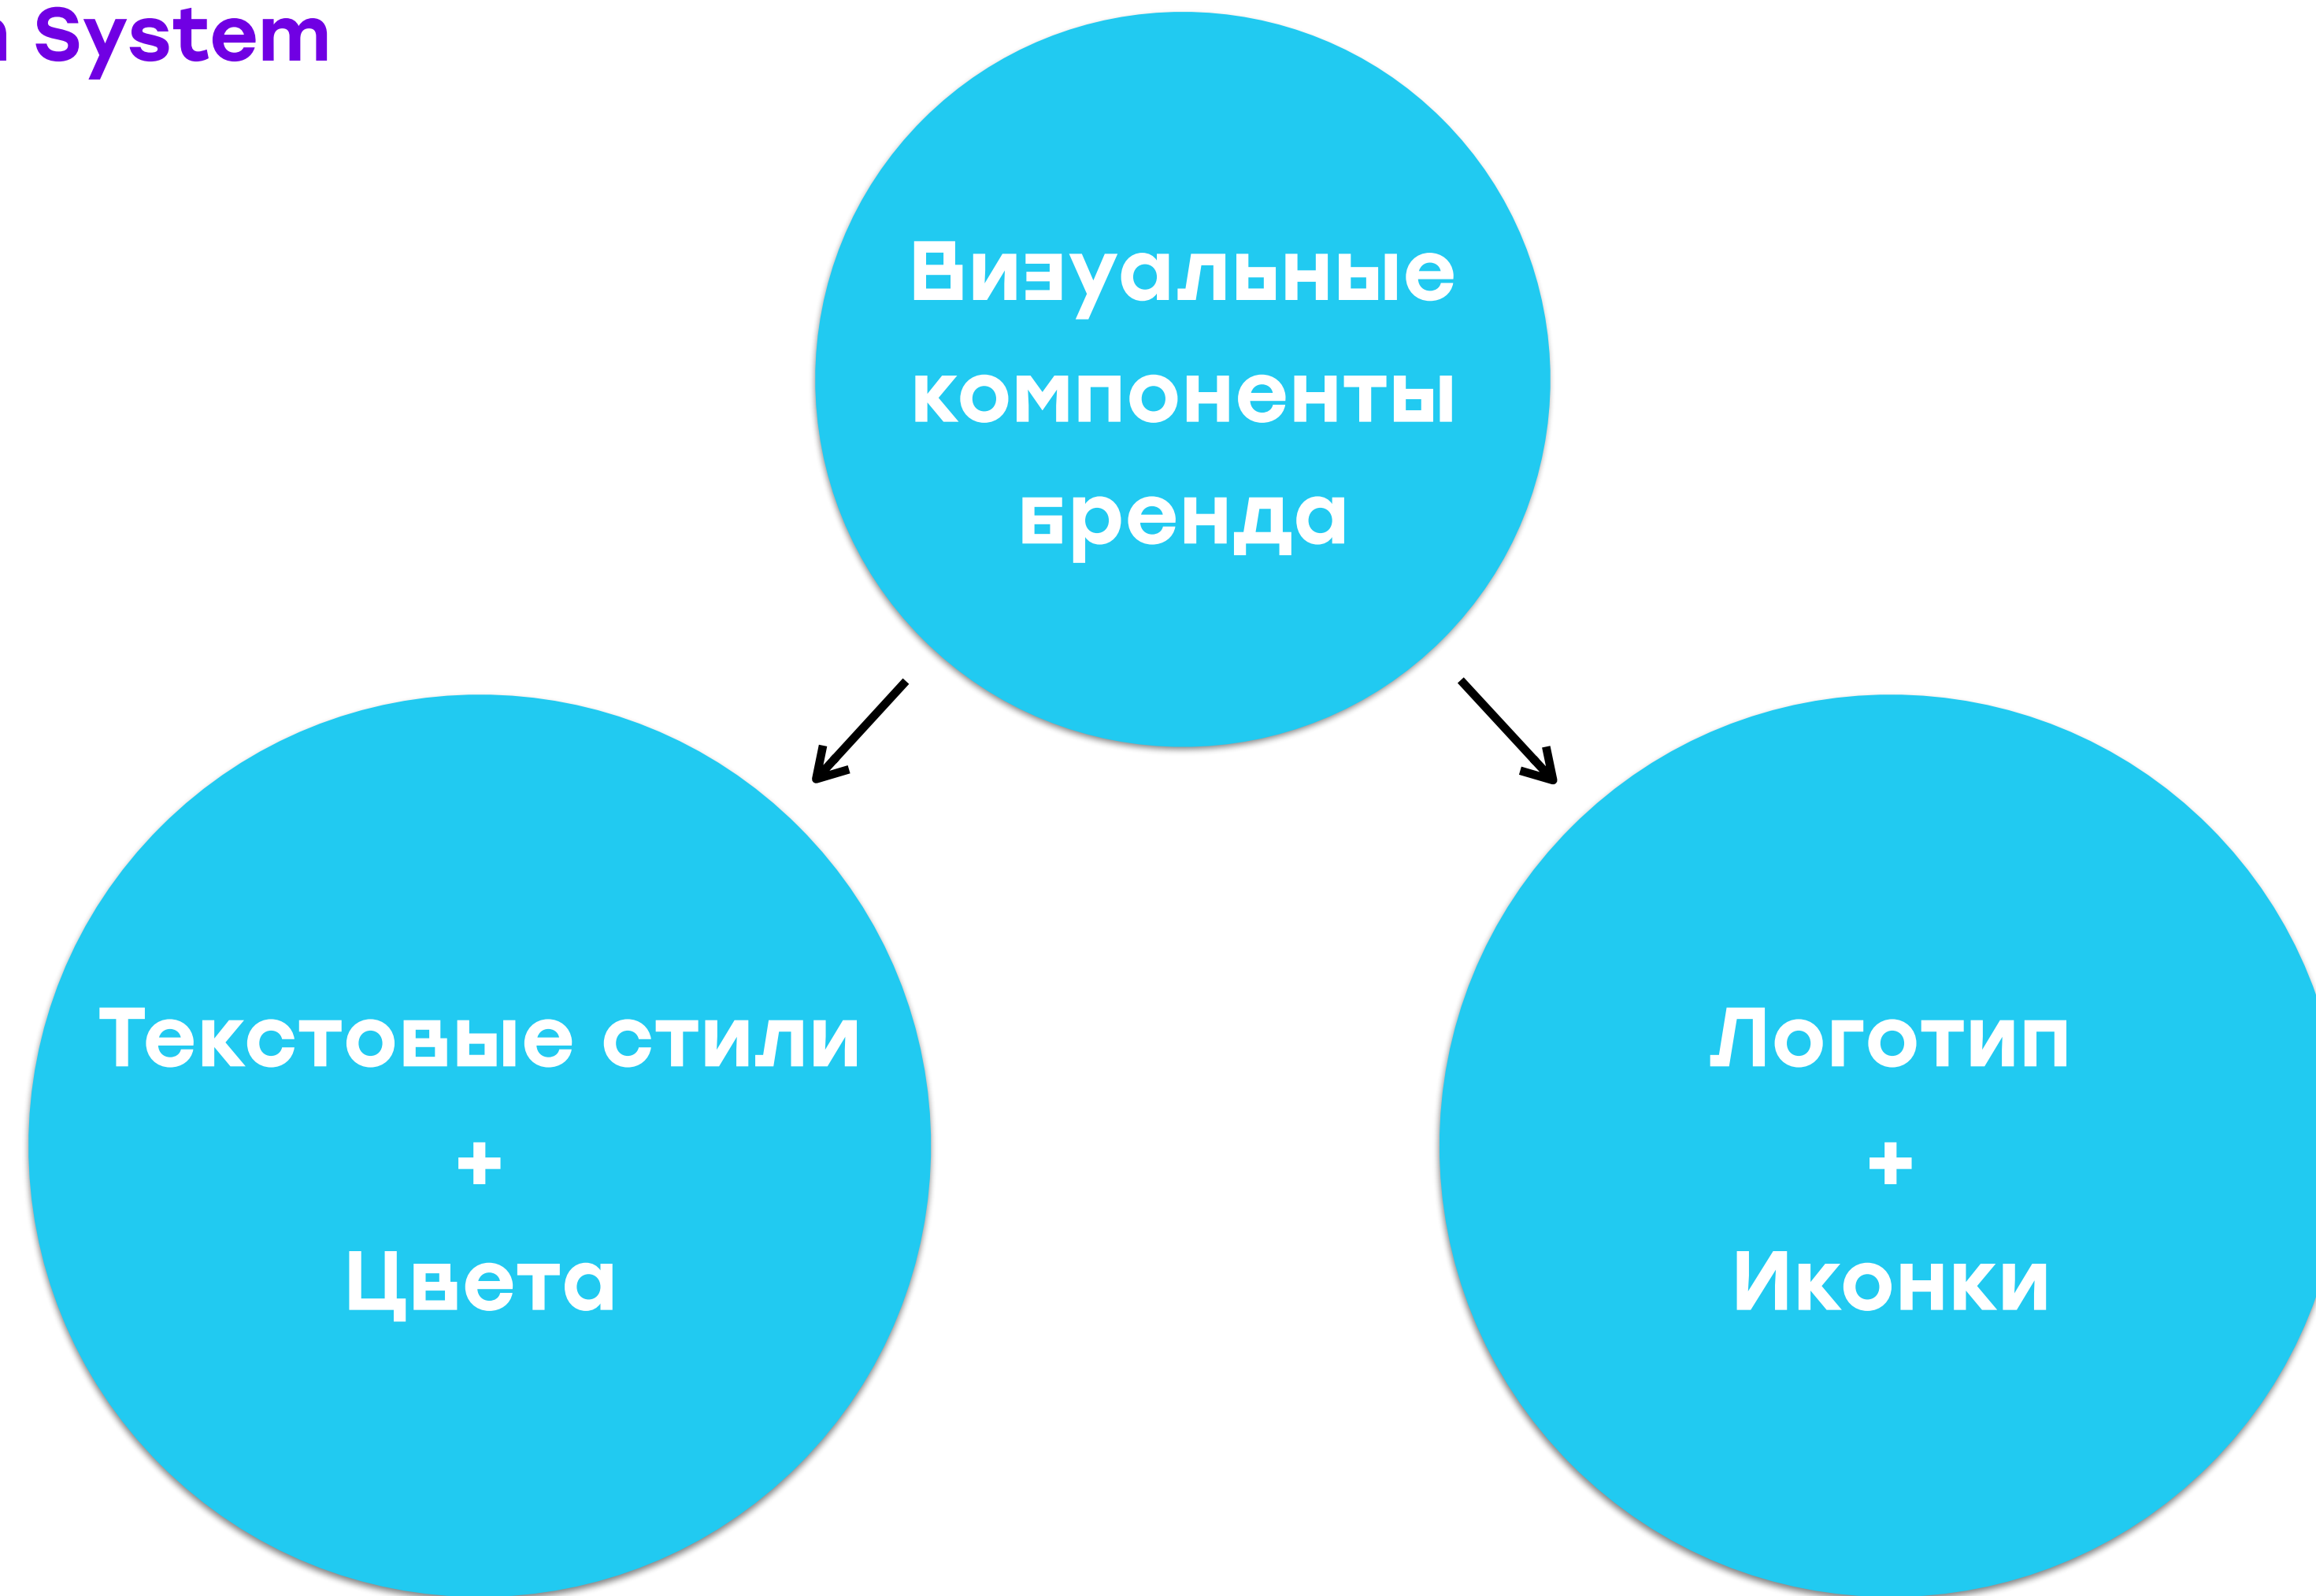 System
Визуальные
компоненты
бренда
Текстовые стили
+
Цвета
Логотип
+
Иконки